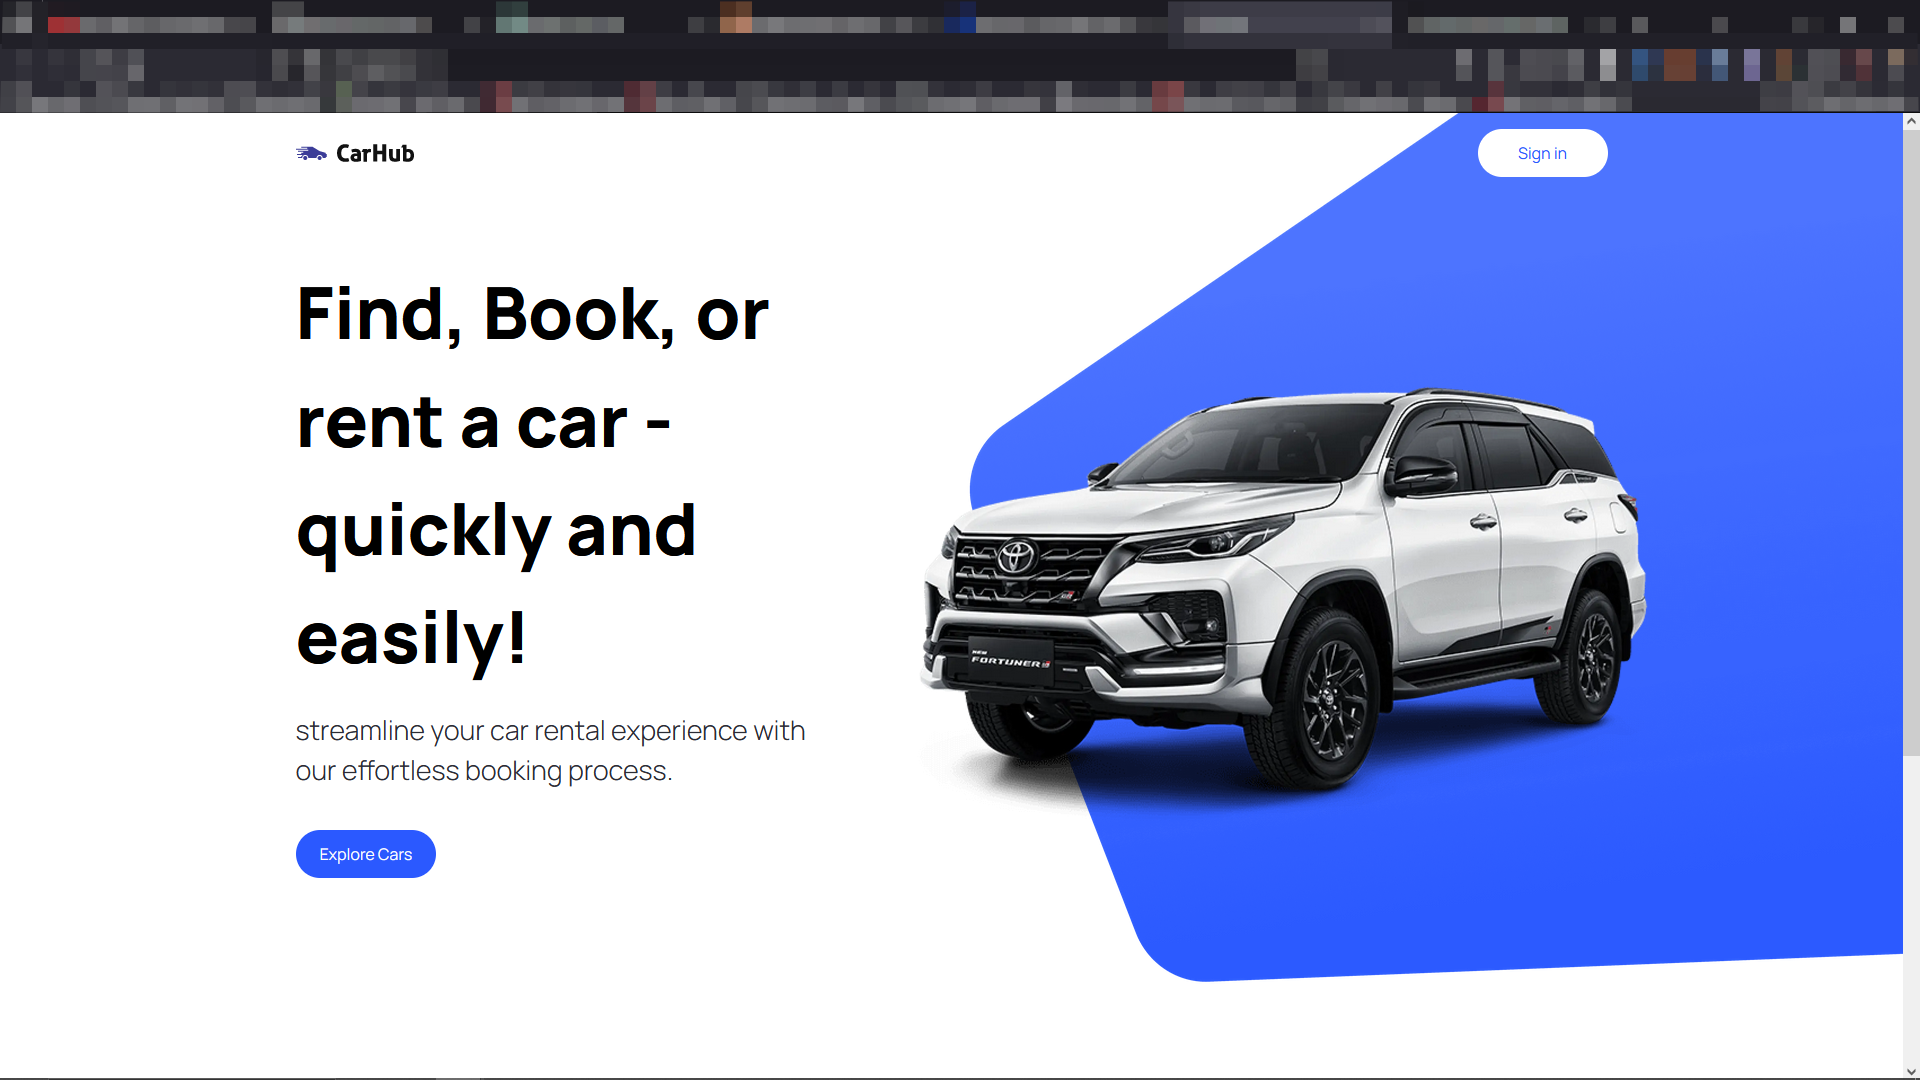 CarHub
Sign in
Find, Book, or
rent a car -
quickly and
easily!
streamline your car rental experience with
our effortless booking process.
Explore Cars
NEW
FORTUNER